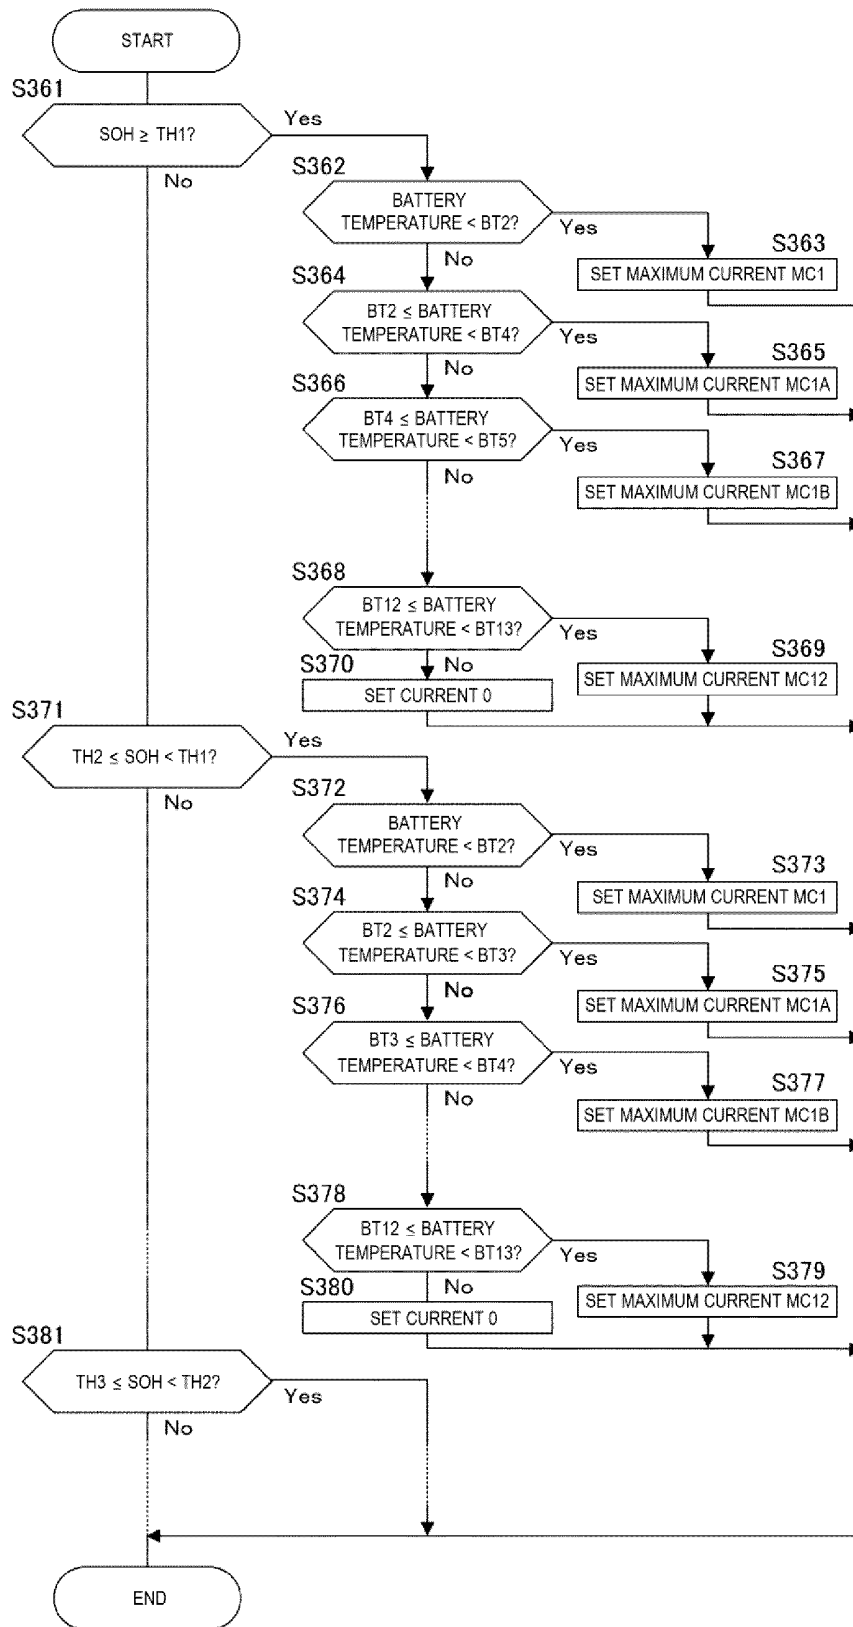 START
S361
SOH ≥ TH1?
Yes
No
S362
BATTERY
TEMPERATURE < BT2?
Yes
No
S363
SET MAXIMUM CURRENT MC1
S364
BT2 ≤ BATTERY
TEMPERATURE < BT4?
Yes
No
S365
SET MAXIMUM CURRENT MC1A
S366
BT4 ≤ BATTERY
TEMPERATURE < BT5?
Yes
No
S367
SET MAXIMUM CURRENT MC1B
S368
BT12 ≤ BATTERY
TEMPERATURE < BT13?
Yes
No
S369
SET MAXIMUM CURRENT MC12
S370
SET CURRENT 0
S371
TH2 ≤ SOH < TH1?
Yes
No
S372
BATTERY
TEMPERATURE < BT2?
Yes
No
S373
SET MAXIMUM CURRENT MC1
S374
BT2 ≤ BATTERY
TEMPERATURE < BT3?
Yes
No
S375
SET MAXIMUM CURRENT MC1A
S376
BT3 ≤ BATTERY
TEMPERATURE < BT4?
Yes
No
S377
SET MAXIMUM CURRENT MC1B
S378
BT12 ≤ BATTERY
TEMPERATURE < BT13?
Yes
No
S379
SET MAXIMUM CURRENT MC12
S380
SET CURRENT 0
S381
TH3 ≤ SOH < TH2?
Yes
No
END